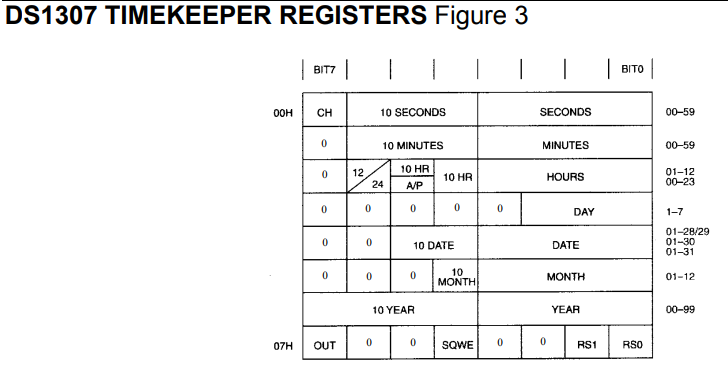 DS1307 TIMEKEEPER REGISTERS Figure 3
BIT7 BIT0
00H CH 10 SECONDS SECONDS 00–59
0 10 MINUTES MINUTES 00–59
0 12/24 10 HR A/P 10 HR HOURS 01–12 00–23
0 0 0 0 0 DAY 1–7
0 0 10 DATE DATE 01–28/29 01–30 01–31
0 0 0 10 MONTH MONTH 01–12
10 YEAR YEAR 00–99
07H OUT 0 0 SQWE 0 0 RS1 RS0